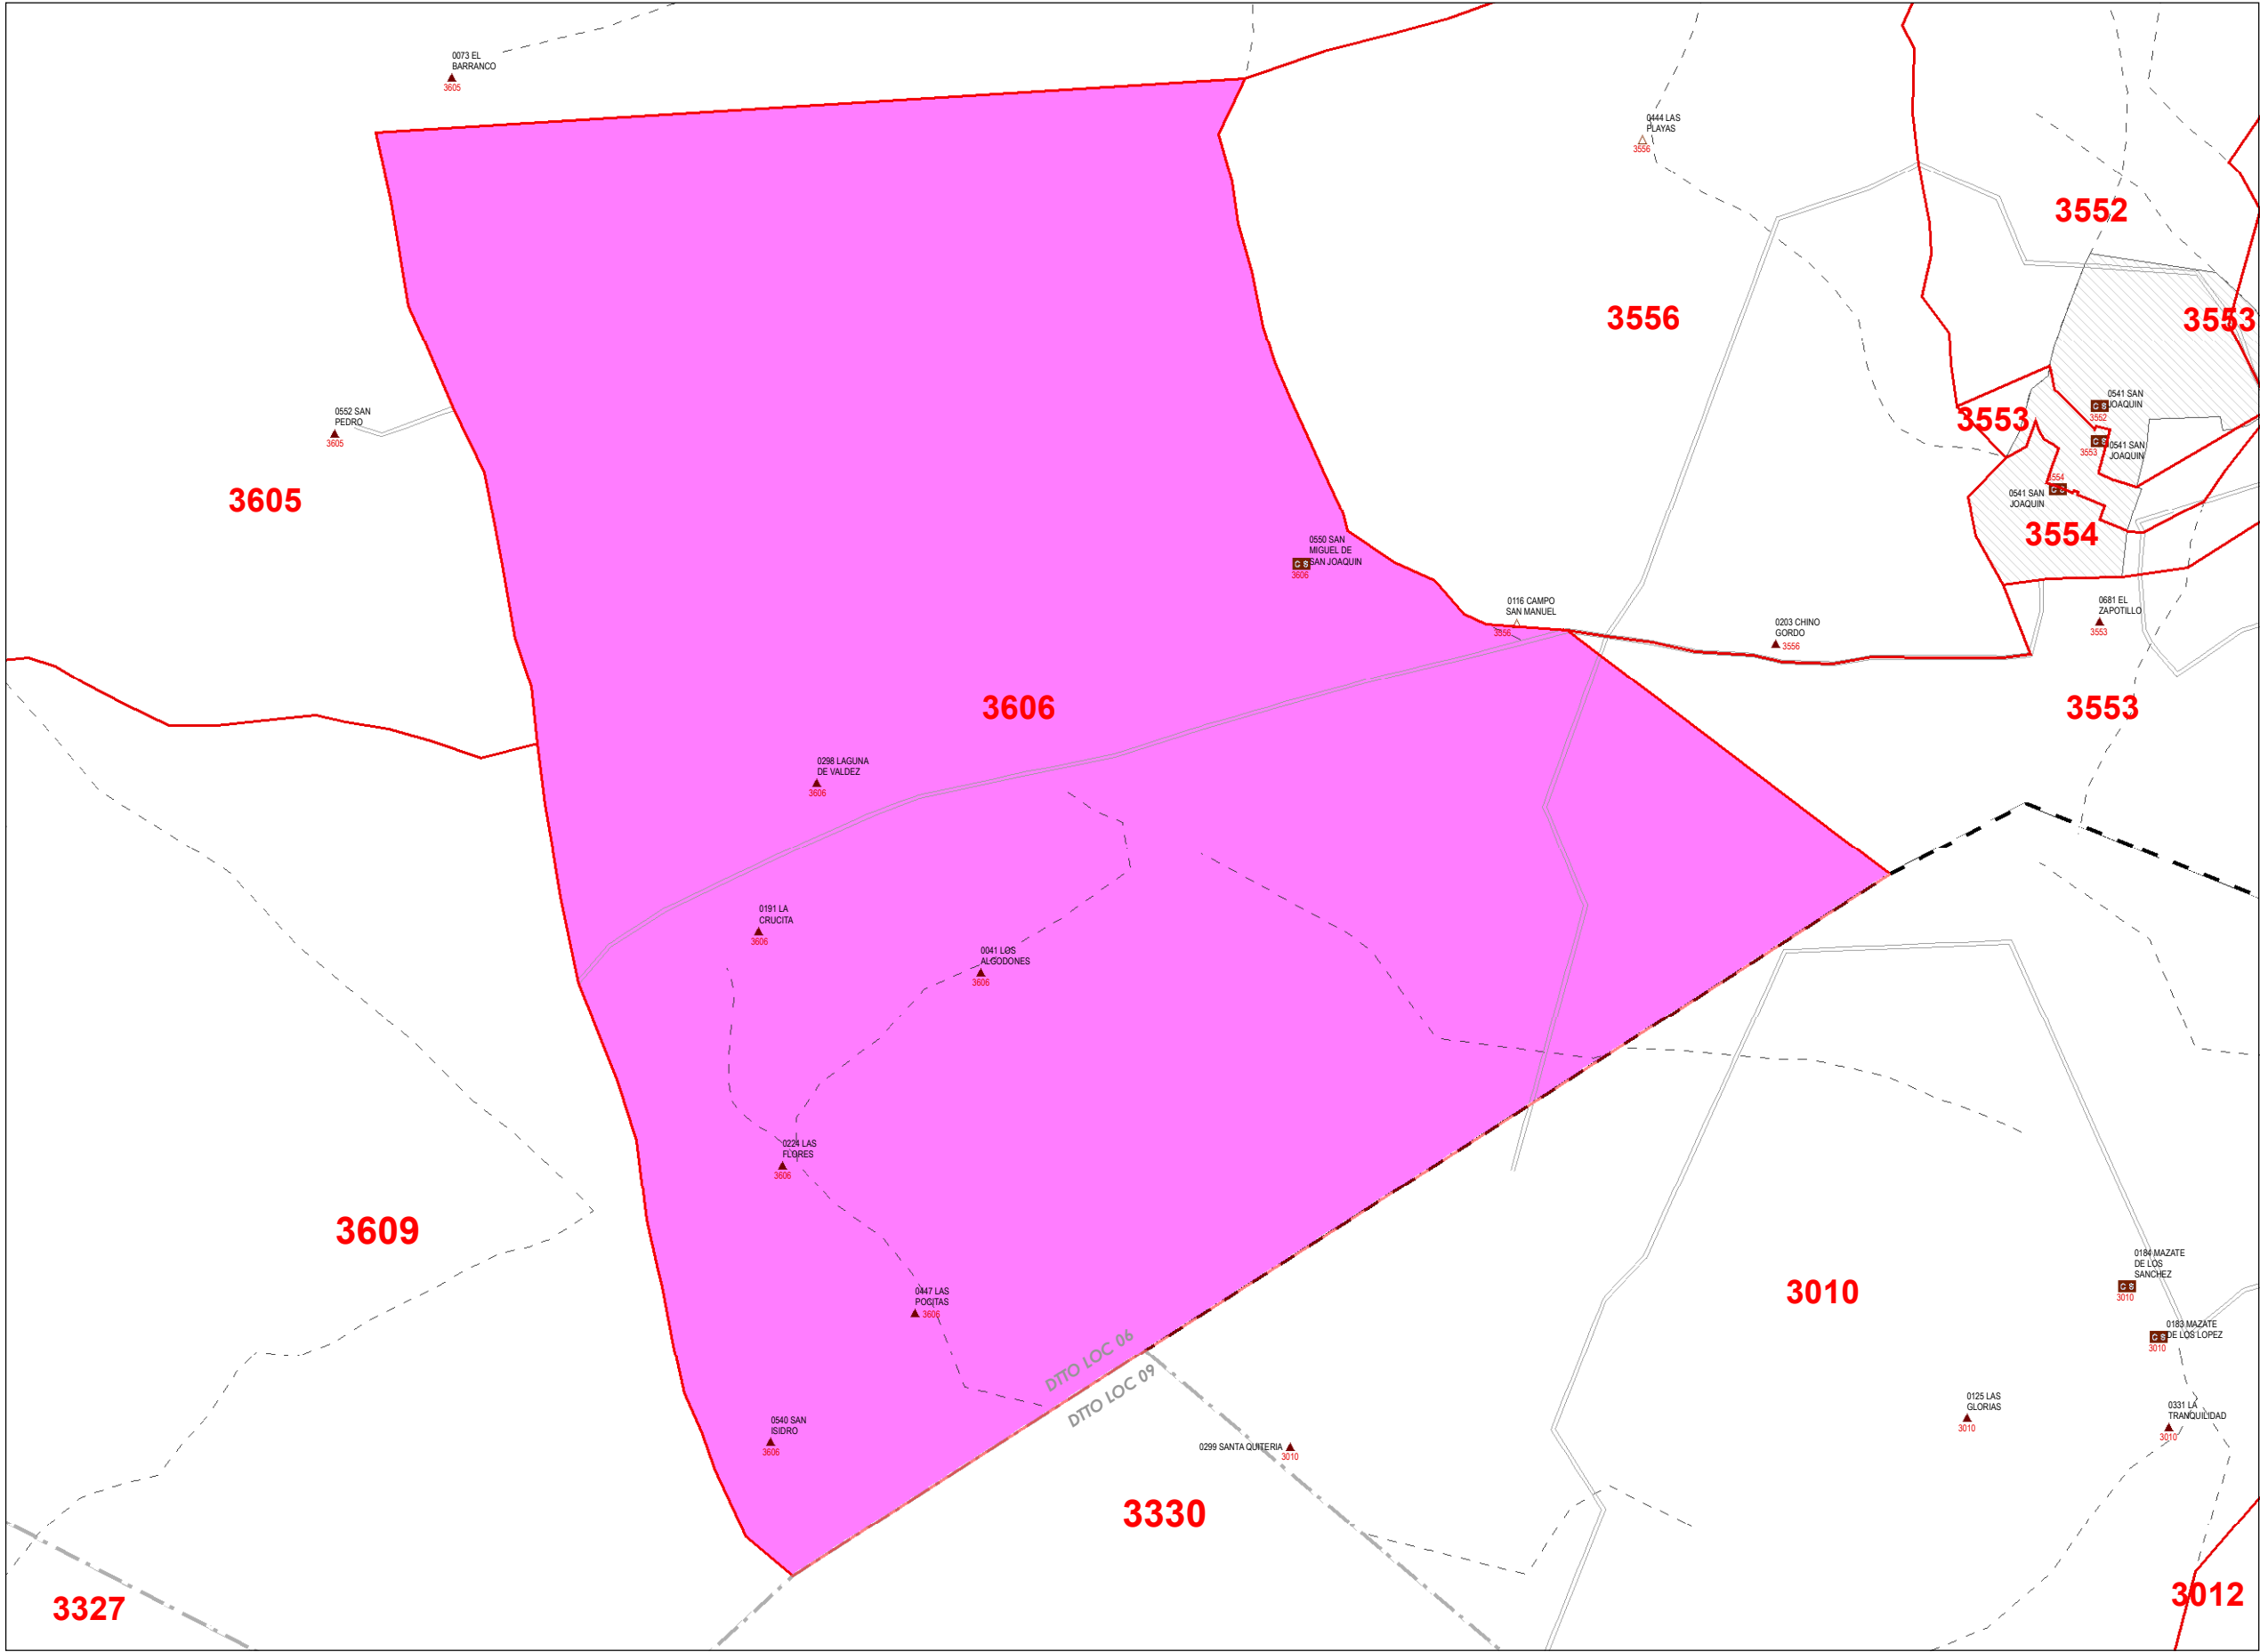 0073 EL
BARRANCO
3605
0444 LAS
PLAYAS
3556
3552
3556
3553
0552 SAN
PEDRO
3605
0541 SAN
JOAQUIN
C S
3552
3553
C S
0541 SAN
JOAQUIN
3553
3605
3554
C S
0541 SAN
JOAQUIN
3554
0550 SAN
MIGUEL DE
SAN JOAQUIN
C S
3606
0116 CAMPO
SAN MANUEL
3556
0203 CHINO
GORDO
3556
0681 EL
ZAPOTILLO
3553
3606
3553
0298 LAGUNA
DE VALDEZ
3606
0191 LA
CRUCITA
3606
0041 LOS
ALGODONES
3606
0224 LAS
FLORES
3606
3609
0184 MAZATE
DE LOS
SANCHEZ
C S
3010
3010
0447 LAS
POCITAS
3606
0183 MAZATE
DE LOS LOPEZ
C S
3010
DTTO LOC 06
DTTO LOC 09
0125 LAS
GLORIAS
3010
0331 LA
TRANQUILIDAD
3010
0540 SAN
ISIDRO
3606
0299 SANTA QUITERIA
3010
3330
3327
3012